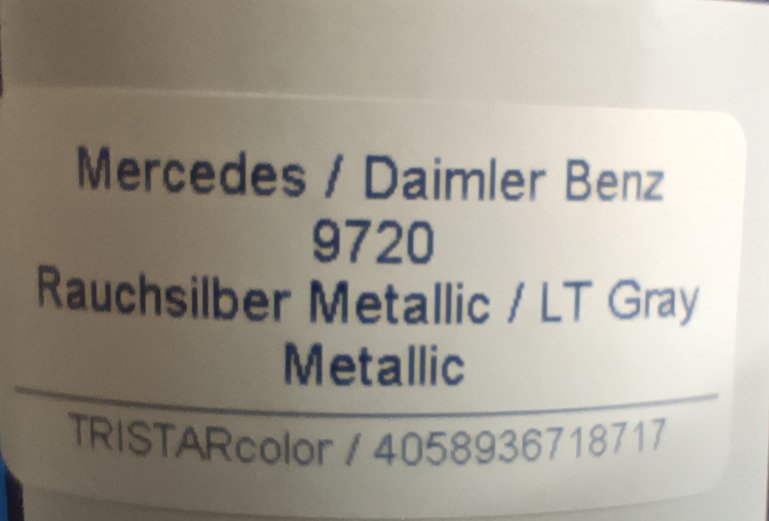 Mercedes / Daimler Benz
9720
Rauchsilber Metallic / LT Gray
Metallic
TRISTARcolor / 4058936718717